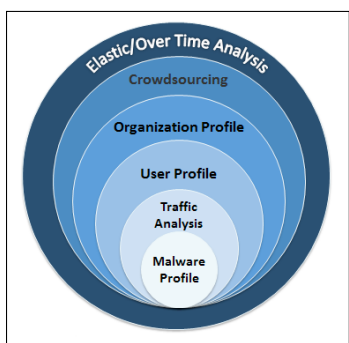 Elastic/Over Time Analysis
Crowdsourcing
Organization Profile
User Profile
Traffic
Analysis
Malware
Profile